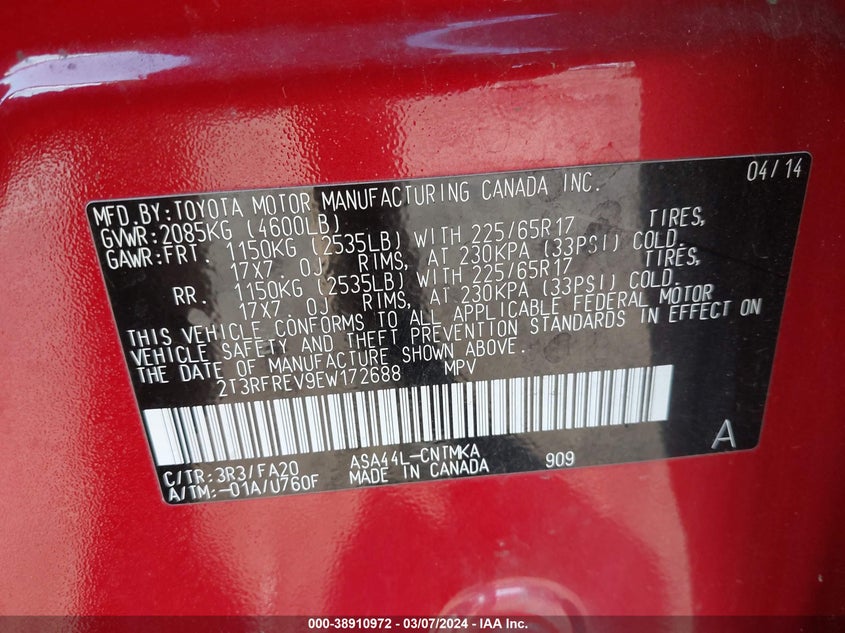 04/14
MFD.BY:TOYOTA MOTOR MANUFACTURING CANADA INC.
GVWR:2085KG (4600LB)
GAWR:FRT. 1150KG (2535LB) WITH 225/65R17 TIRES,
17X7. 0J RIMS, AT 230KPA (33PSI) COLD.
RR. 1150KG (2535LB) WITH 225/65R17 TIRES,
17X7. 0J RIMS, AT 230KPA (33PSI) COLD.
THIS VEHICLE CONFORMS TO ALL APPLICABLE FEDERAL MOTOR
VEHICLE SAFETY AND THEFT PREVENTION STANDARDS IN EFFECT ON
THE DATE OF MANUFACTURE SHOWN ABOVE.
2T3RFREV9EW172688 MPV
A
C/TR:3R3/FA20 ASA44L-CNTMKA 909
A/TM:-01A/U760F MADE IN CANADA
000-38910972 - 03/07/2024 - IAA Inc.